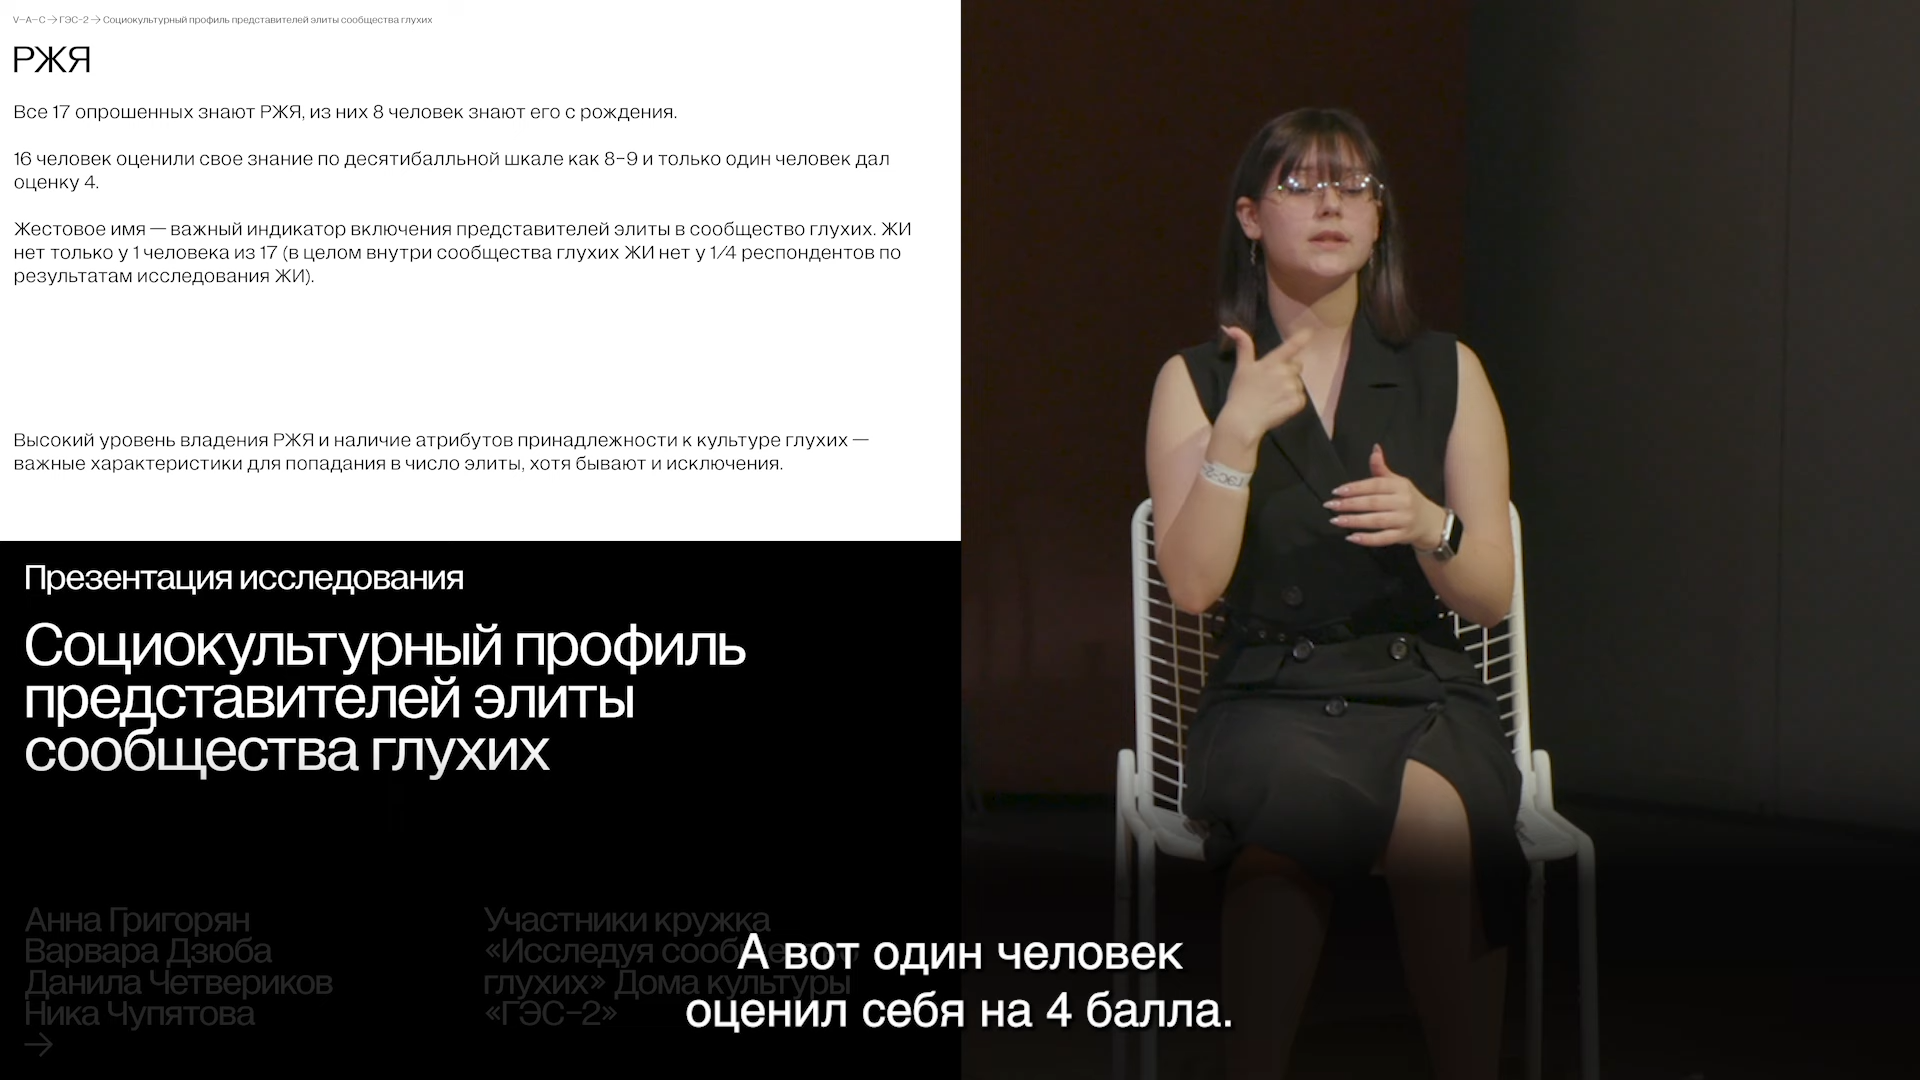 V–A–C → ГЭС-2 → Социокультурный профиль представителей элиты сообщества глухих
РЖЯ
Все 17 опрошенных знают РЖЯ, из них 8 человек знают его с рождения.
16 человек оценили свое знание по десятибалльной шкале как 8–9 и только один человек дал
оценку 4.
Жестовое имя — важный индикатор включения представителей элиты в сообщество глухих. ЖИ
нет только у 1 человека из 17 (в целом внутри сообщества глухих ЖИ нет у 1/4 респондентов по
результатам исследования ЖИ).
Высокий уровень владения РЖЯ и наличие атрибутов принадлежности к культуре глухих —
важные характеристики для попадания в число элиты, хотя бывают и исключения.
Презентация исследования
Социокультурный профиль
представителей элиты
сообщества глухих
Анна Григорян
Варвара Дзюба
Данила Четвериков
Ника Чупятова
→
Участники кружка
«Исследуя
глухих» Дома культуры
«ГЭС–2»
А вот один человек
оценил себя на 4 балла.
ГЭС-2